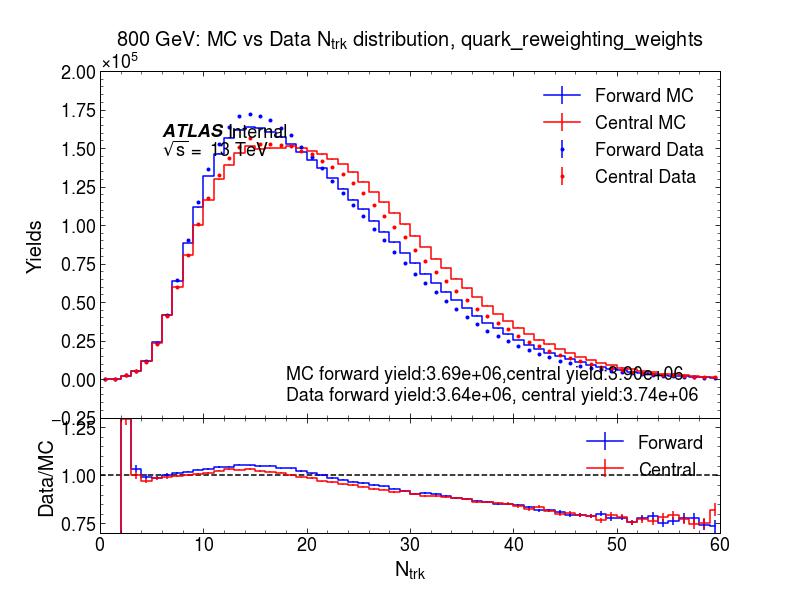 800 GeV: MC vs Data Ntrk distribution, quark_reweighting_weights
×10⁵
2.00
1.75
1.50
1.25
1.00
0.75
0.50
0.25
0.00
−0.25
Yields
ATLAS Internal
√s = 13 TeV
Forward MC
Central MC
Forward Data
Central Data
MC forward yield:3.69e+06,central yield:3.90e+06
Data forward yield:3.64e+06, central yield:3.74e+06
1.25
1.00
0.75
Data/MC
Forward
Central
0 10 20 30 40 50 60
Ntrk